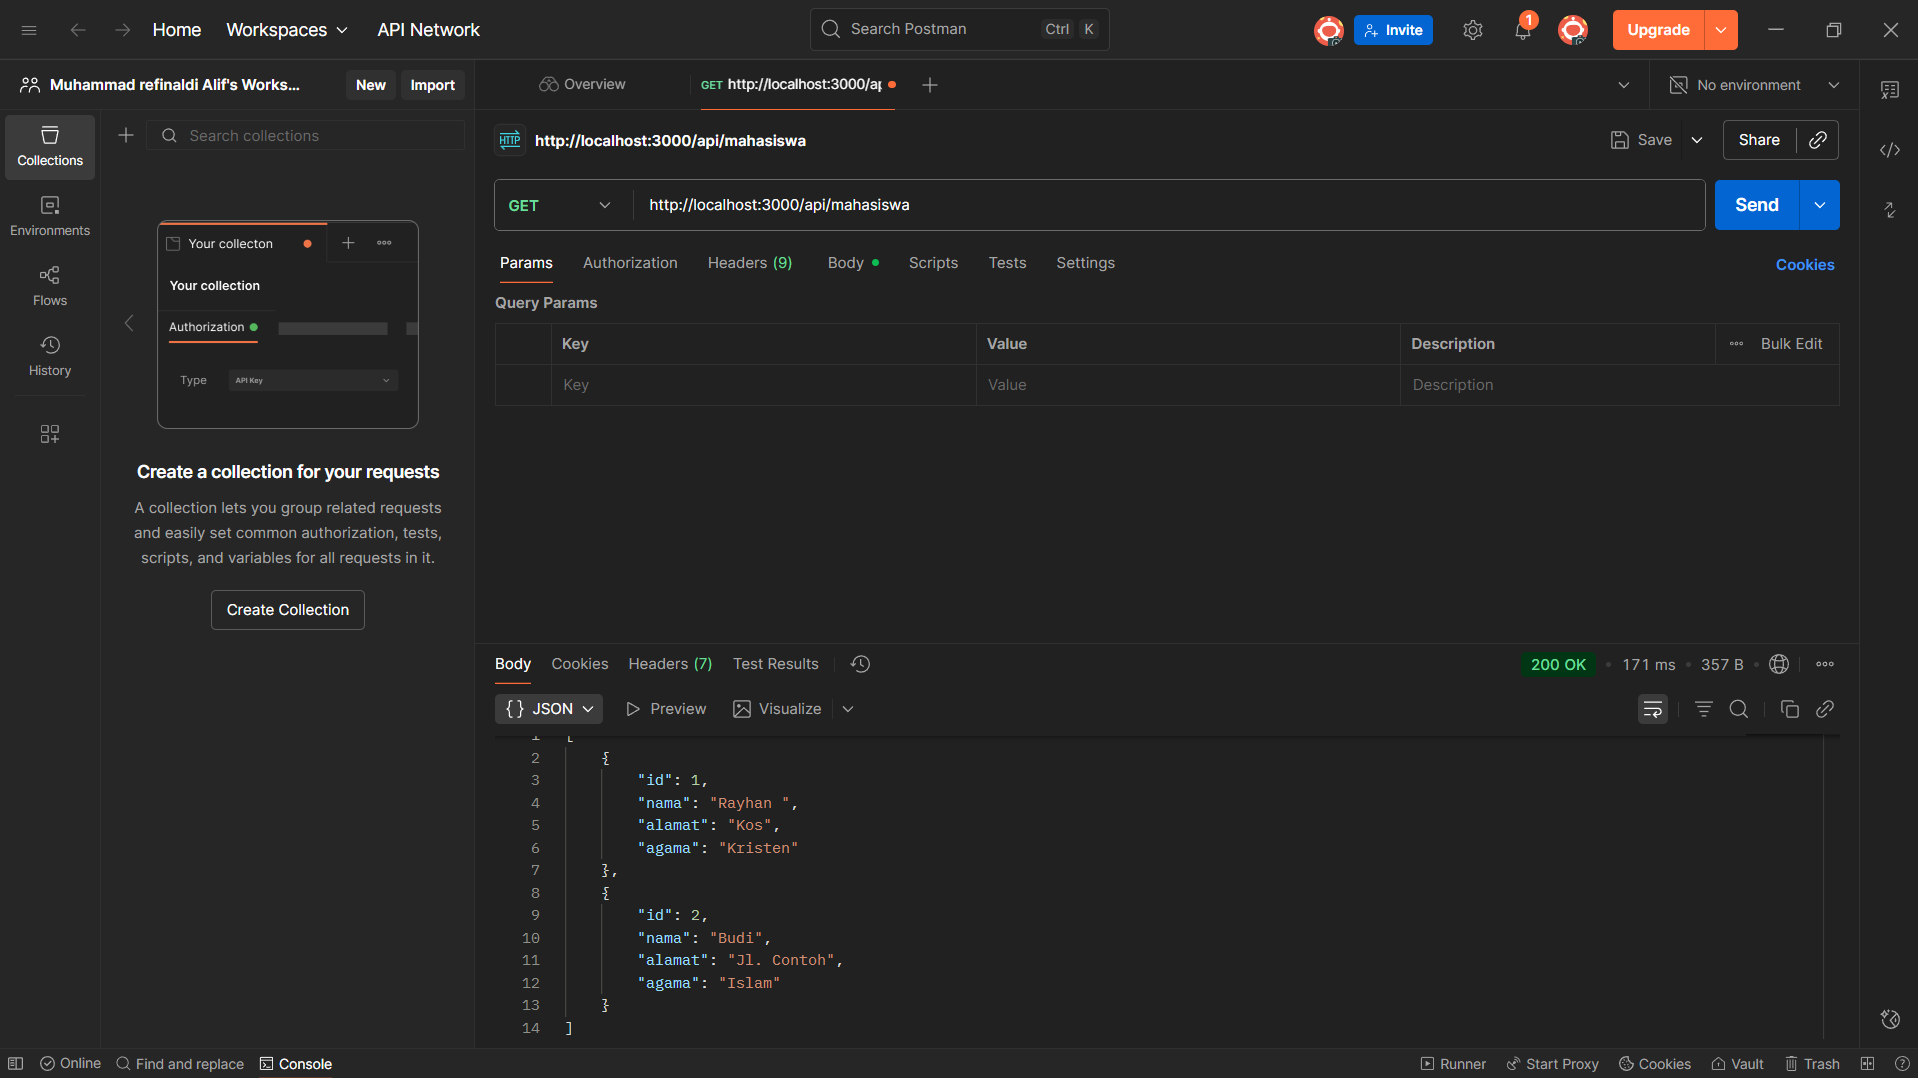 Home Workspaces API Network
Search Postman Ctrl K
Invite
1
Upgrade
Muhammad refinaldi Alif's Works...
New Import
Overview
GET http://localhost:3000/ap
No environment
Collections
Environments
Flows
History
Search collections
Your collecton
Your collection
Authorization
Type API Key
Create a collection for your requests
A collection lets you group related requests
and easily set common authorization, tests,
scripts, and variables for all requests in it.
Create Collection
HTTP http://localhost:3000/api/mahasiswa
Save Share
GET http://localhost:3000/api/mahasiswa
Send
Params Authorization Headers (9) Body Scripts Tests Settings
Cookies
Query Params
Key Value Description Bulk Edit
Key Value Description
Body Cookies Headers (7) Test Results
200 OK • 171 ms • 357 B
{} JSON Preview Visualize
1 [
2 {
3 "id": 1,
4 "nama": "Rayhan ",
5 "alamat": "Kos",
6 "agama": "Kristen"
7 },
8 {
9 "id": 2,
10 "nama": "Budi",
11 "alamat": "Jl. Contoh",
12 "agama": "Islam"
13 }
14 ]
Online Find and replace Console
Runner Start Proxy Cookies Vault Trash